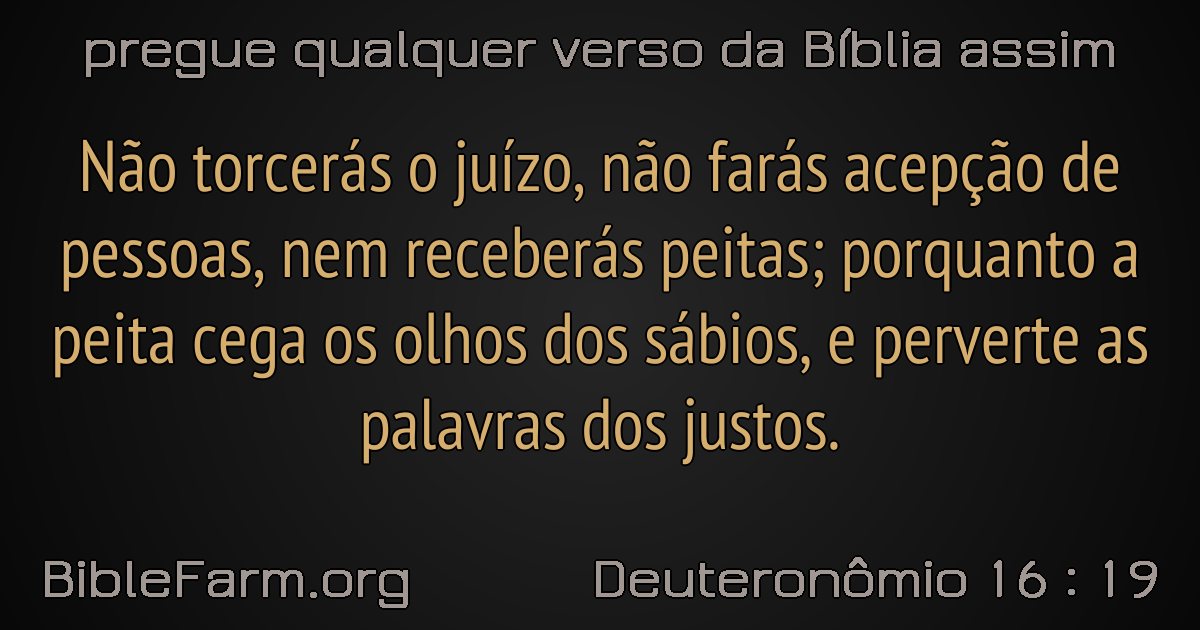 pregue qualquer verso da Bíblia assim
Não torcerás o juízo, não farás acepção de
pessoas, nem receberás peitas; porquanto a
peita cega os olhos dos sábios, e perverte as
palavras dos justos.
BibleFarm.org
Deuteronômio 16 : 19